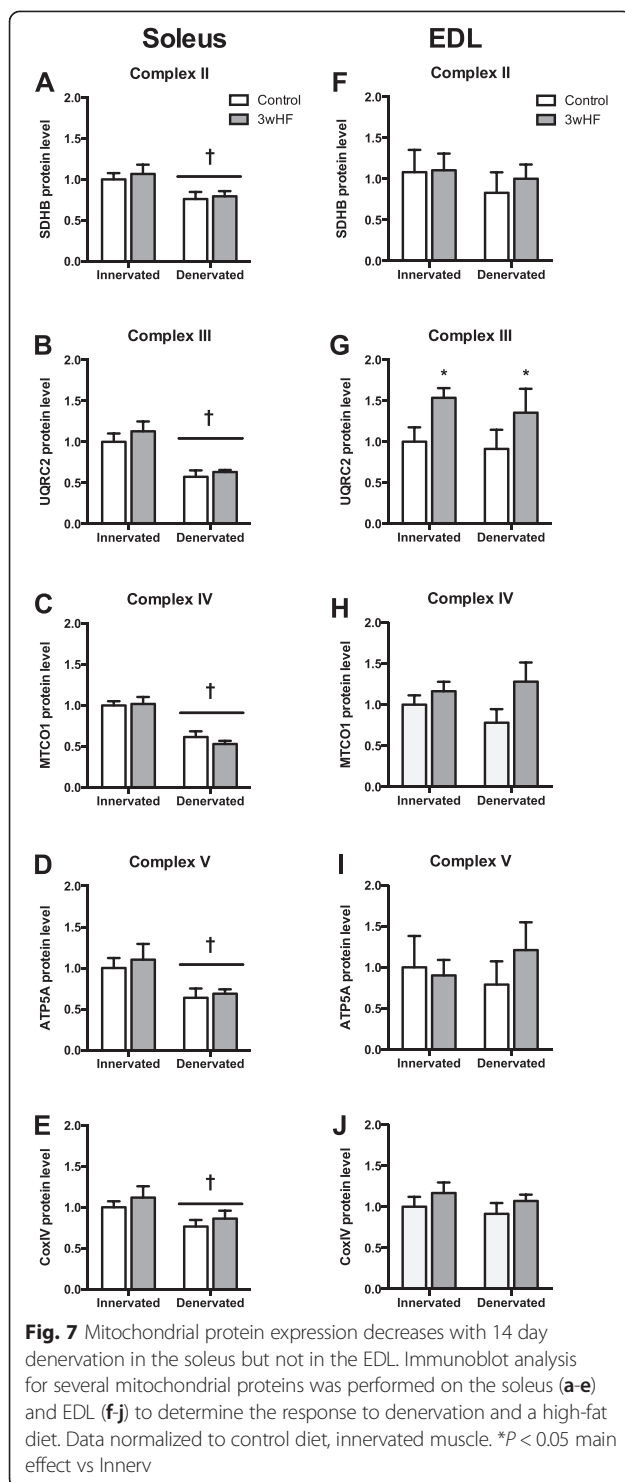 Soleus
EDL
A
Complex II
Control
3wHF
SDHB protein level
2.0
1.5
1.0
0.5
0.0
†
Innervated
Denervated
F
Complex II
Control
3wHF
SDHB protein level
2.0
1.5
1.0
0.5
0.0
Innervated
Denervated
B
Complex III
UQRC2 protein level
2.0
1.5
1.0
0.5
0.0
†
Innervated
Denervated
G
Complex III
UQRC2 protein level
2.0
1.5
1.0
0.5
0.0
*
*
Innervated
Denervated
C
Complex IV
MTCO1 protein level
2.0
1.5
1.0
0.5
0.0
†
Innervated
Denervated
H
Complex IV
MTCO1 protein level
2.0
1.5
1.0
0.5
0.0
Innervated
Denervated
D
Complex V
ATP5A protein level
2.0
1.5
1.0
0.5
0.0
†
Innervated
Denervated
I
Complex V
ATP5A protein level
2.0
1.5
1.0
0.5
0.0
Innervated
Denervated
E
CoxIV protein level
2.0
1.5
1.0
0.5
0.0
†
Innervated
Denervated
J
CoxIV protein level
2.0
1.5
1.0
0.5
0.0
Innervated
Denervated
Fig. 7 Mitochondrial protein expression decreases with 14 day
denervation in the soleus but not in the EDL. Immunoblot analysis
for several mitochondrial proteins was performed on the soleus (a-e)
and EDL (f-j) to determine the response to denervation and a high-fat
diet. Data normalized to control diet, innervated muscle. *P < 0.05 main
effect vs Innerv